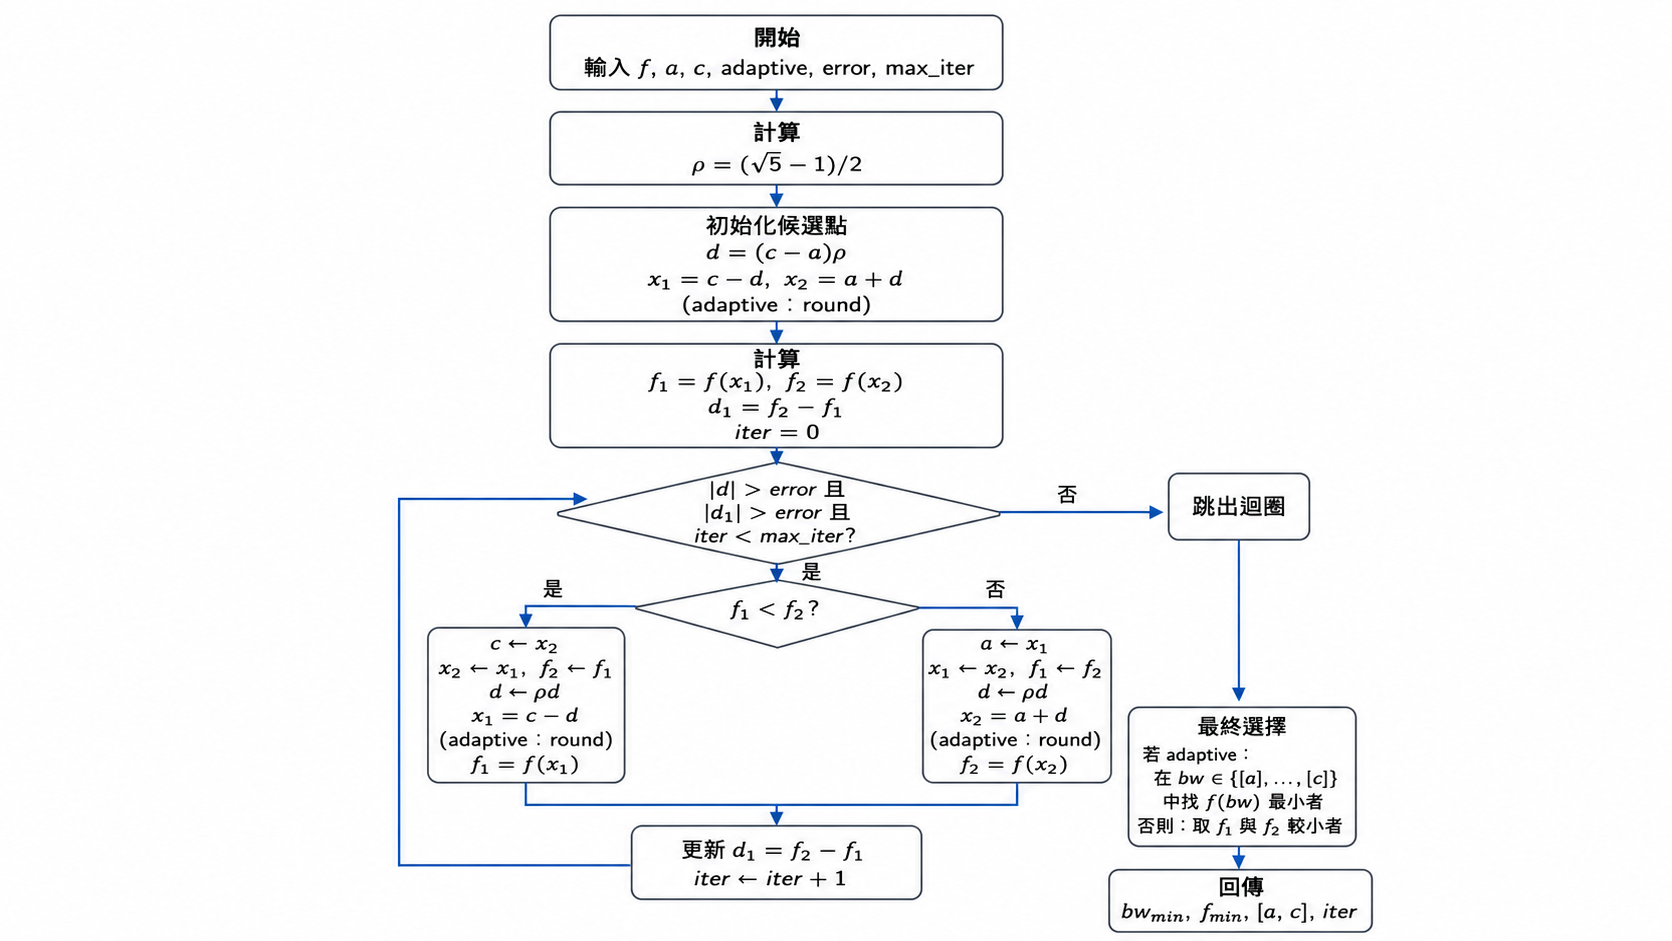 開始
輸入 f, a, c, adaptive, error, max_iter
計算
ρ = (√5 − 1)/2
初始化候選點
d = (c − a)ρ
x₁ = c − d, x₂ = a + d
(adaptive：round)
計算
f₁ = f(x₁), f₂ = f(x₂)
d₁ = f₂ − f₁
iter = 0
|d| > error 且
|d₁| > error 且
iter < max_iter?
否
跳出迴圈
是
f₁ < f₂?
是
否
c ← x₂
x₂ ← x₁, f₂ ← f₁
d ← ρd
x₁ = c − d
(adaptive：round)
f₁ = f(x₁)
a ← x₁
x₁ ← x₂, f₁ ← f₂
d ← ρd
x₂ = a + d
(adaptive：round)
f₂ = f(x₂)
更新 d₁ = f₂ − f₁
iter ← iter + 1
最終選擇
若 adaptive：
在 bw ∈ {[a], …, [c]}
中找 f(bw) 最小者
否則：取 f₁ 與 f₂ 較小者
回傳
bw_min, f_min, [a, c], iter